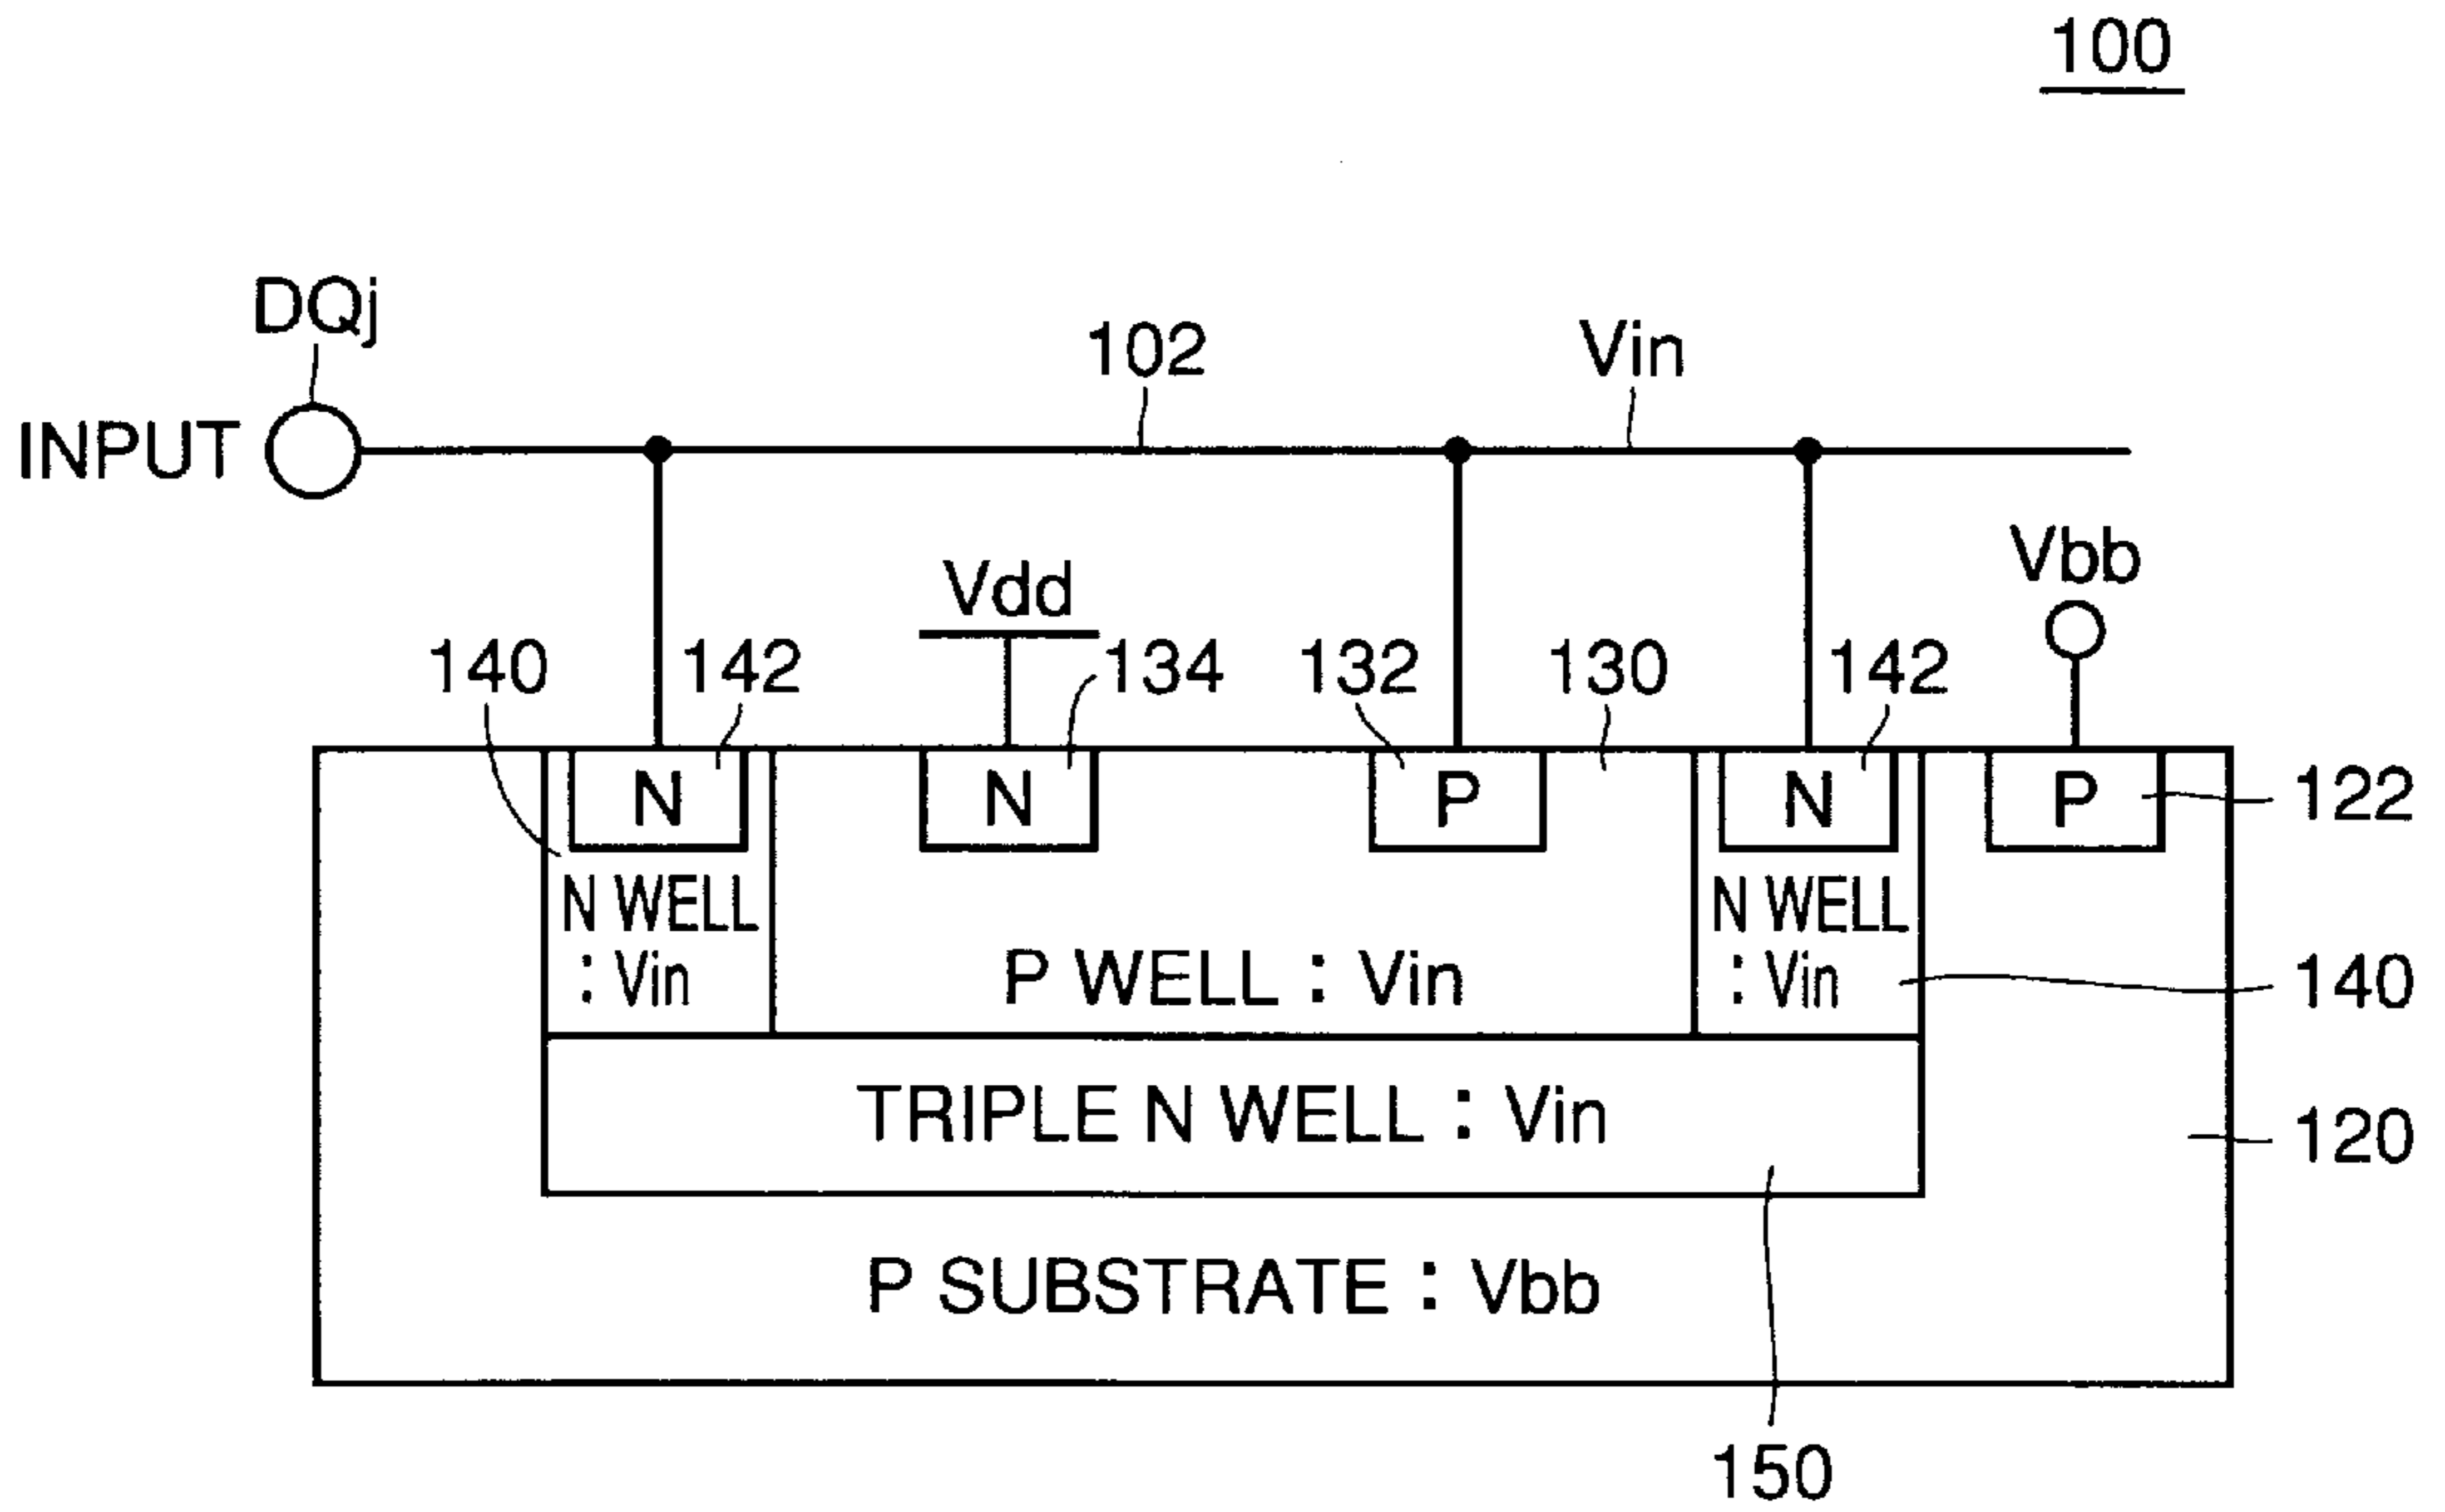 100
DQj
INPUT
102
Vin
Vbb
Vdd
140
142
134
132
130
142
N
N
P
N
P
122
N WELL
: Vin
P WELL : Vin
N WELL
: Vin
140
TRIPLE N WELL : Vin
120
P SUBSTRATE : Vbb
150